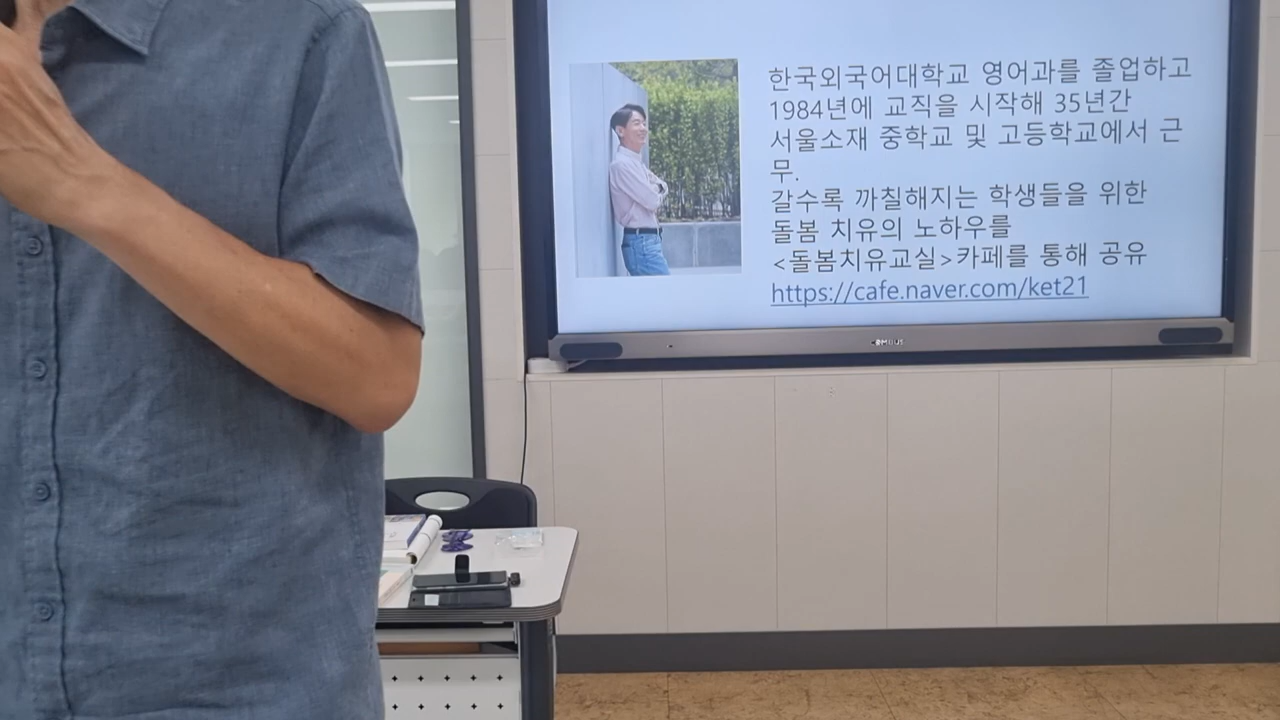 한국외국어대학교 영어과를 졸업하고
1984년에 교직을 시작해 35년간
서울소재 중학교 및 고등학교에서 근
무.
갈수록 까칠해지는 학생들을 위한
돌봄 치유의 노하우를
<돌봄치유교실>카페를 통해 공유
https://cafe.naver.com/ket21